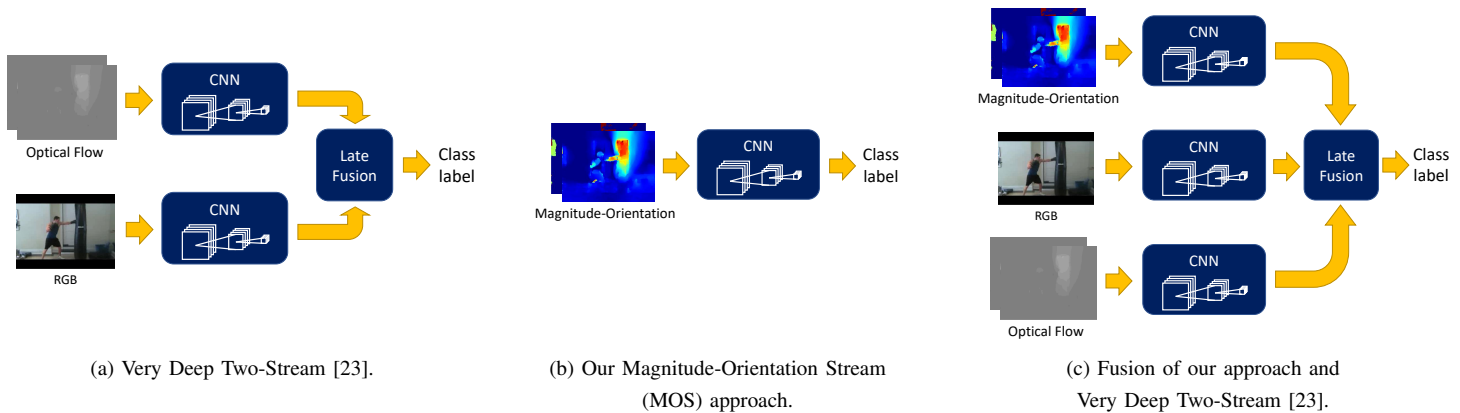 CNN
Optical Flow
Late
Fusion
Class
label
CNN
RGB
(a) Very Deep Two-Stream [23].
CNN
Magnitude-Orientation
Class
label
(b) Our Magnitude-Orientation Stream
(MOS) approach.
CNN
Magnitude-Orientation
CNN
RGB
Late
Fusion
Class
label
CNN
Optical Flow
(c) Fusion of our approach and
Very Deep Two-Stream [23].